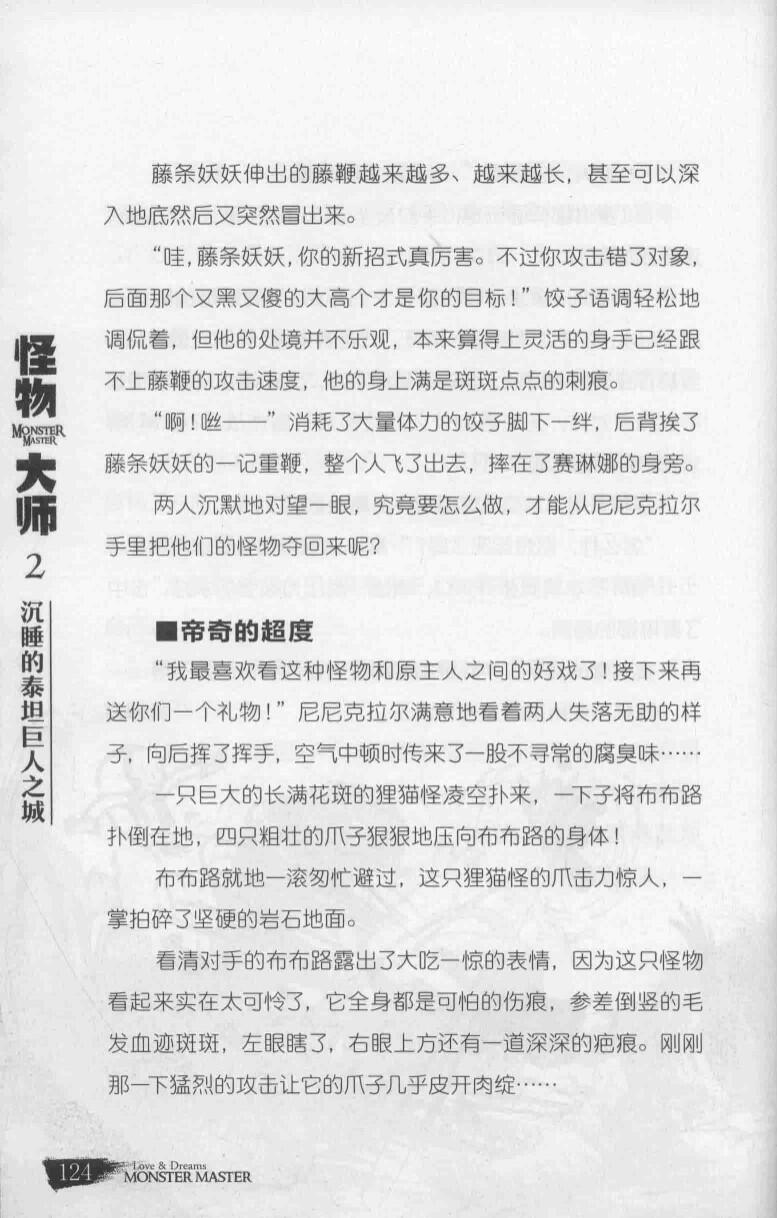 藤条妖妖伸出的藤鞭越来越多、越来越长，甚至可以深
入地底然后又突然冒出来。
“哇，藤条妖妖，你的新招式真厉害。不过你攻击错了对象，
后面那个又黑又傻的大高个才是你的目标！”饺子语调轻松地
调侃着，但他的处境并不乐观，本来算得上灵活的身手已经跟
不上藤鞭的攻击速度，他的身上满是斑斑点点的刺痕。
“啊！咝——”消耗了大量体力的饺子脚下一绊，后背挨了
藤条妖妖的一记重鞭，整个人飞了出去，摔在了赛琳娜的身旁。
两人沉默地对望一眼，究竟要怎么做，才能从尼尼克拉尔
手里把他们的怪物夺回来呢？
■帝奇的超度
“我最喜欢看这种怪物和原主人之间的好戏了！接下来再
送你们一个礼物！”尼尼克拉尔满意地看着两人失落无助的样
子，向后挥了挥手，空气中顿时传来了一股不寻常的腐臭味……
一只巨大的长满花斑的狸猫怪凌空扑来，一下子将布布路
扑倒在地，四只粗壮的爪子狠狠地压向布布路的身体！
布布路就地一滚匆忙避过，这只狸猫怪的爪击力惊人，一
掌拍碎了坚硬的岩石地面。
看清对手的布布路露出了大吃一惊的表情，因为这只怪物
看起来实在太可怜了，它全身都是可怕的伤痕，参差倒竖的毛
发血迹斑斑，左眼瞎了，右眼上方还有一道深深的疤痕。刚刚
那一下猛烈的攻击让它的爪子几乎皮开肉绽……
怪物
MONSTER
MASTER
大师
2
沉睡的泰坦巨人之城
124
Love & Dreams
MONSTER MASTER